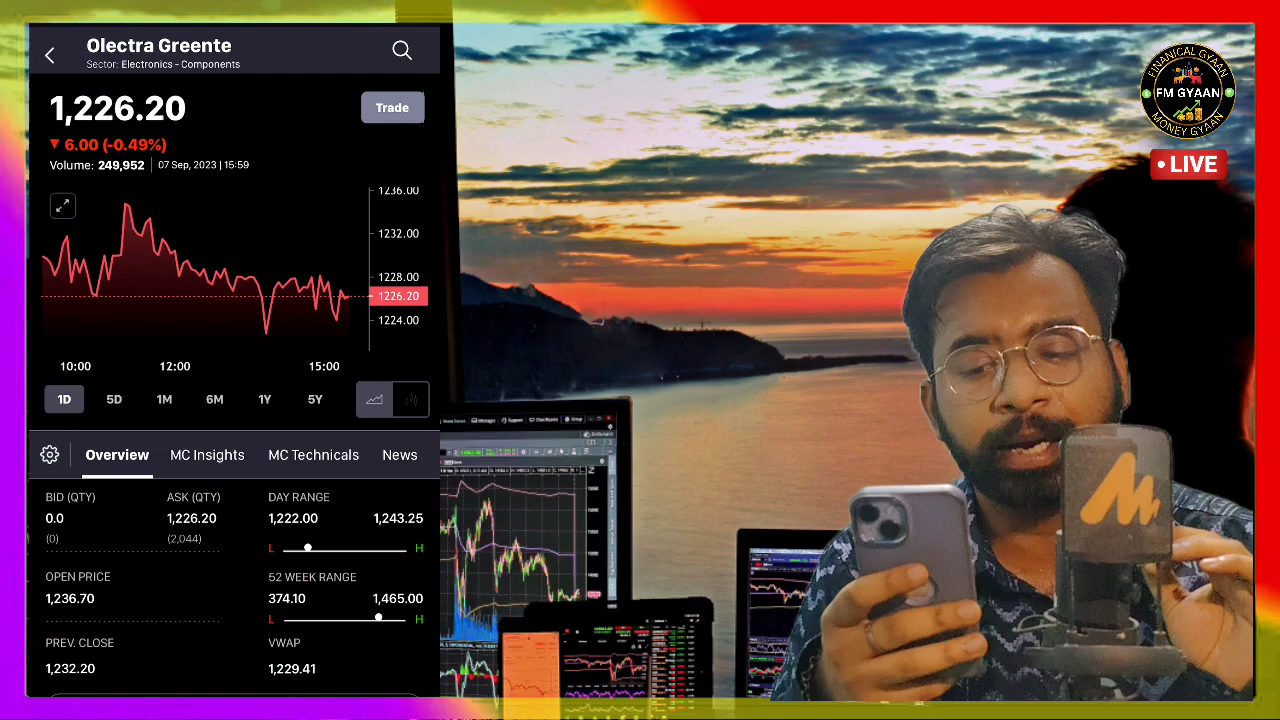 Olectra Greente
Sector: Electronics - Components
1,226.20
Trade
▼ 6.00 (-0.49%)
Volume: 249,952 | 07 Sep, 2023 | 15:59
1236.00
1232.00
1228.00
1226.20
1224.00
10:00 12:00 15:00
1D 5D 1M 6M 1Y 5Y
Overview MC Insights MC Technicals News
BID (QTY) ASK (QTY) DAY RANGE
0.0 1,226.20 1,222.00 1,243.25
(0) (2,044) L H
OPEN PRICE 52 WEEK RANGE
1,236.70 374.10 1,465.00
L H
PREV. CLOSE VWAP
1,232.20 1,229.41
FINANICAL GYAAN
FM GYAAN
MONEY GYAAN
• LIVE